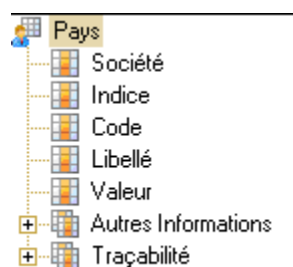 Pays
Société
Indice
Code
Libellé
Valeur
Autres Informations
Traçabilité